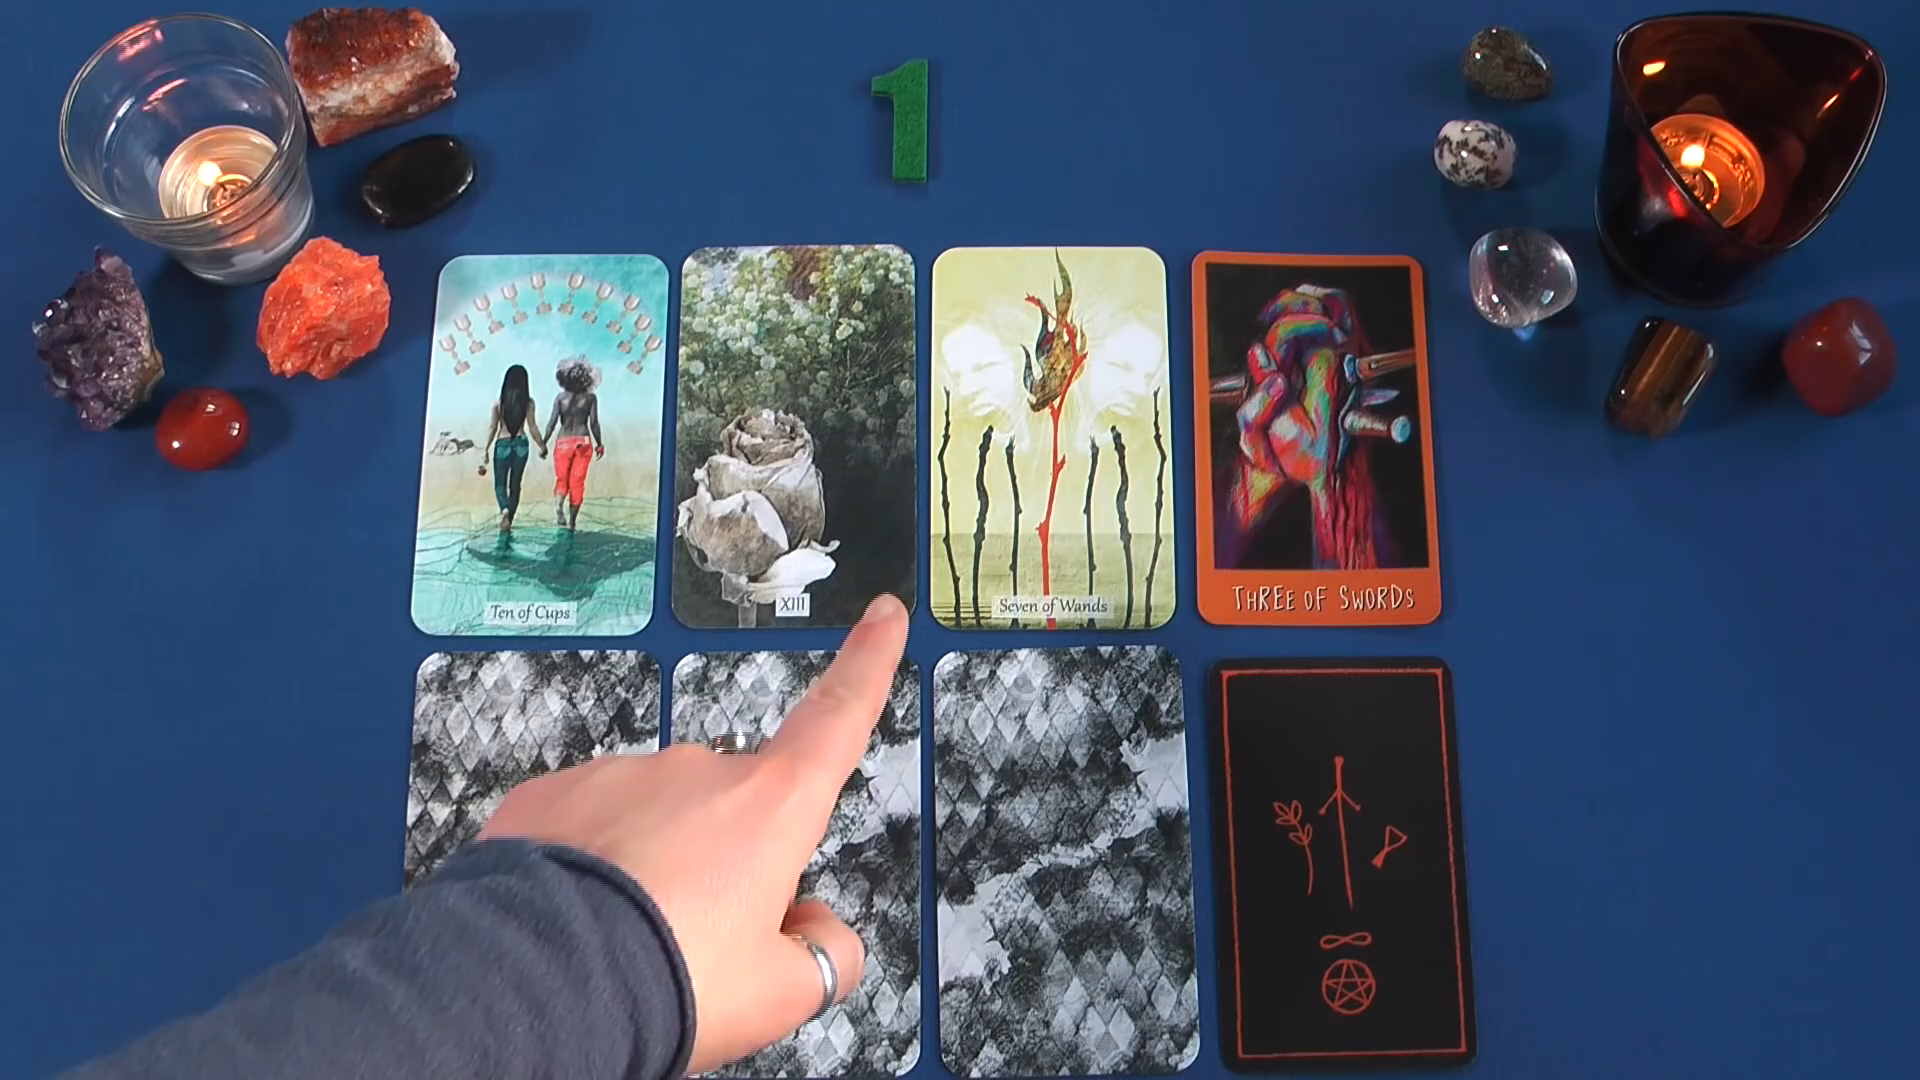 1
Ten of Cups
XIII
Seven of Wands
THREE OF SWORDS